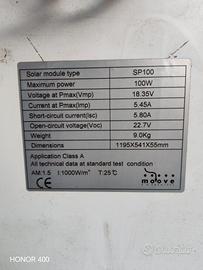 Solar module type SP100
Maximum power 100W
Voltage at Pmax(Vmp) 18.35V
Current at Pmax(Imp) 5.45A
Short-circuit current(Isc) 5.80A
Open-circuit voltage(Voc) 22.7V
Weight 9.0Kg
Dimensions 1195X541X55mm
Application Class A
All technical data at standard test condition
AM:1.5 I:1000W/m² T:25℃
CE
moove
HONOR 400
subito